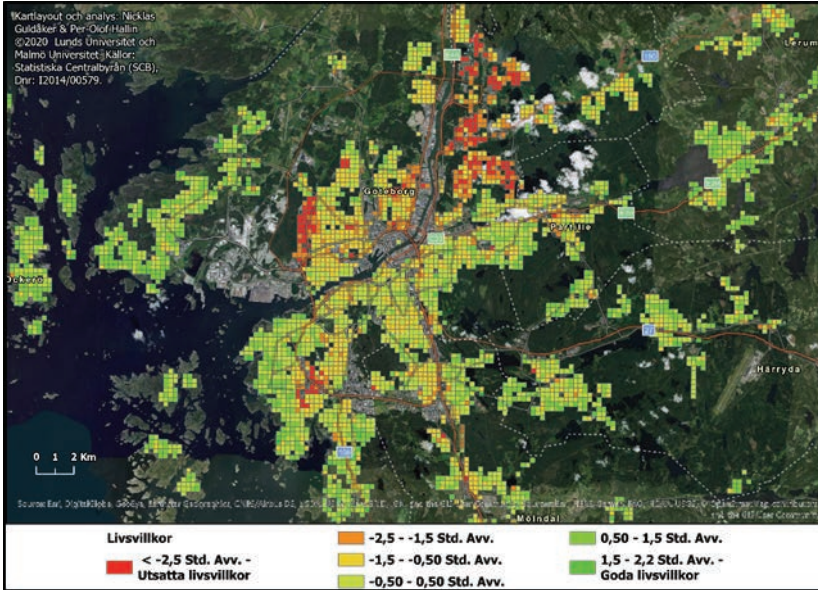 Kartlayout och analys: Nicklas
Guldåker & Per-Olof Hallin
©2020 Lunds Universitet och
Malmö Universitet. Källor:
Statistiska Centralbyrån (SCB),
Dnr: I2014/00579.
Lerum
190
Göteborg
Partille
Öckerö
27
Härryda
0 1 2 Km
Mölndal
Livsvillkor
< -2,5 Std. Avv. -
Utsatta livsvillkor
-2,5 - -1,5 Std. Avv.
-1,5 - -0,50 Std. Avv.
-0,50 - 0,50 Std. Avv.
0,50 - 1,5 Std. Avv.
1,5 - 2,2 Std. Avv. -
Goda livsvillkor